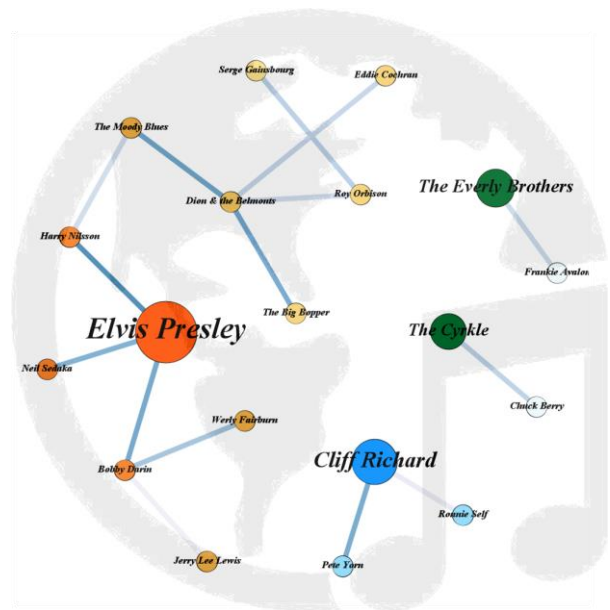 Serge Gainsbourg
Eddie Cochran
The Moody Blues
The Everly Brothers
Dion & the Belmonts
Roy Orbison
Harry Nilsson
Frankie Avalon
The Big Bopper
Elvis Presley
The Cyrkle
Neil Sedaka
Chuck Berry
Werly Fairburn
Cliff Richard
Bobby Darin
Ronnie Self
Jerry Lee Lewis
Pete Yorn